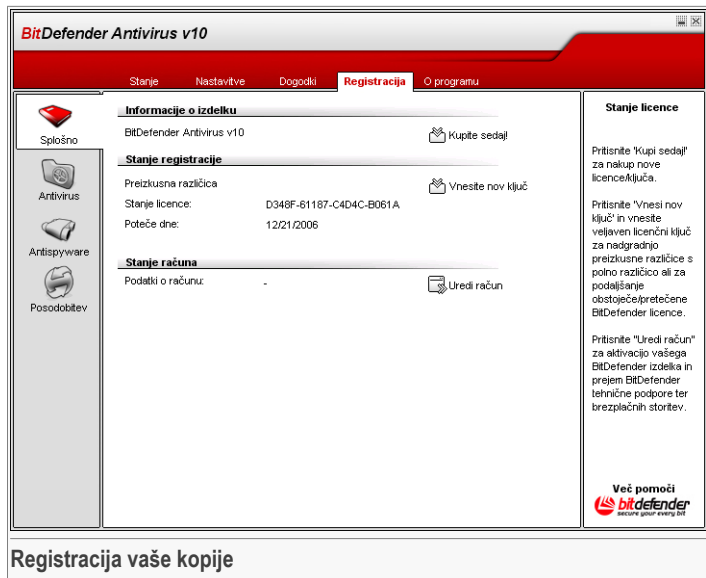 BitDefender Antivirus v10
Stanje Nastavitve Dogodki Registracija O programu
Splošno
Antivirus
Antispyware
Posodobitev
Informacije o izdelku
BitDefender Antivirus v10
Kupite sedaj!
Stanje registracije
Preizkusna različica
Vnesite nov ključ
Stanje licence: D348F-61187-C4D4C-B061A
Poteče dne: 12/21/2006
Stanje računa
Podatki o računu: -
Uredi račun
Stanje licence
Pritisnite 'Kupi sedaj!'
za nakup nove
licence/ključa.
Pritisnite 'Vnesi nov
ključ' in vnesite
veljaven licenčni ključ
za nadgradnjo
preizkusne različice s
polno različico ali za
podaljšanje
obstoječe/pretečene
BitDefender licence.
Pritisnite "Uredi račun"
za aktivacijo vašega
BitDefender izdelka in
prejem BitDefender
tehnične podpore ter
brezplačnih storitev.
Več pomoči
bitdefender
secure your every bit
Registracija vaše kopije